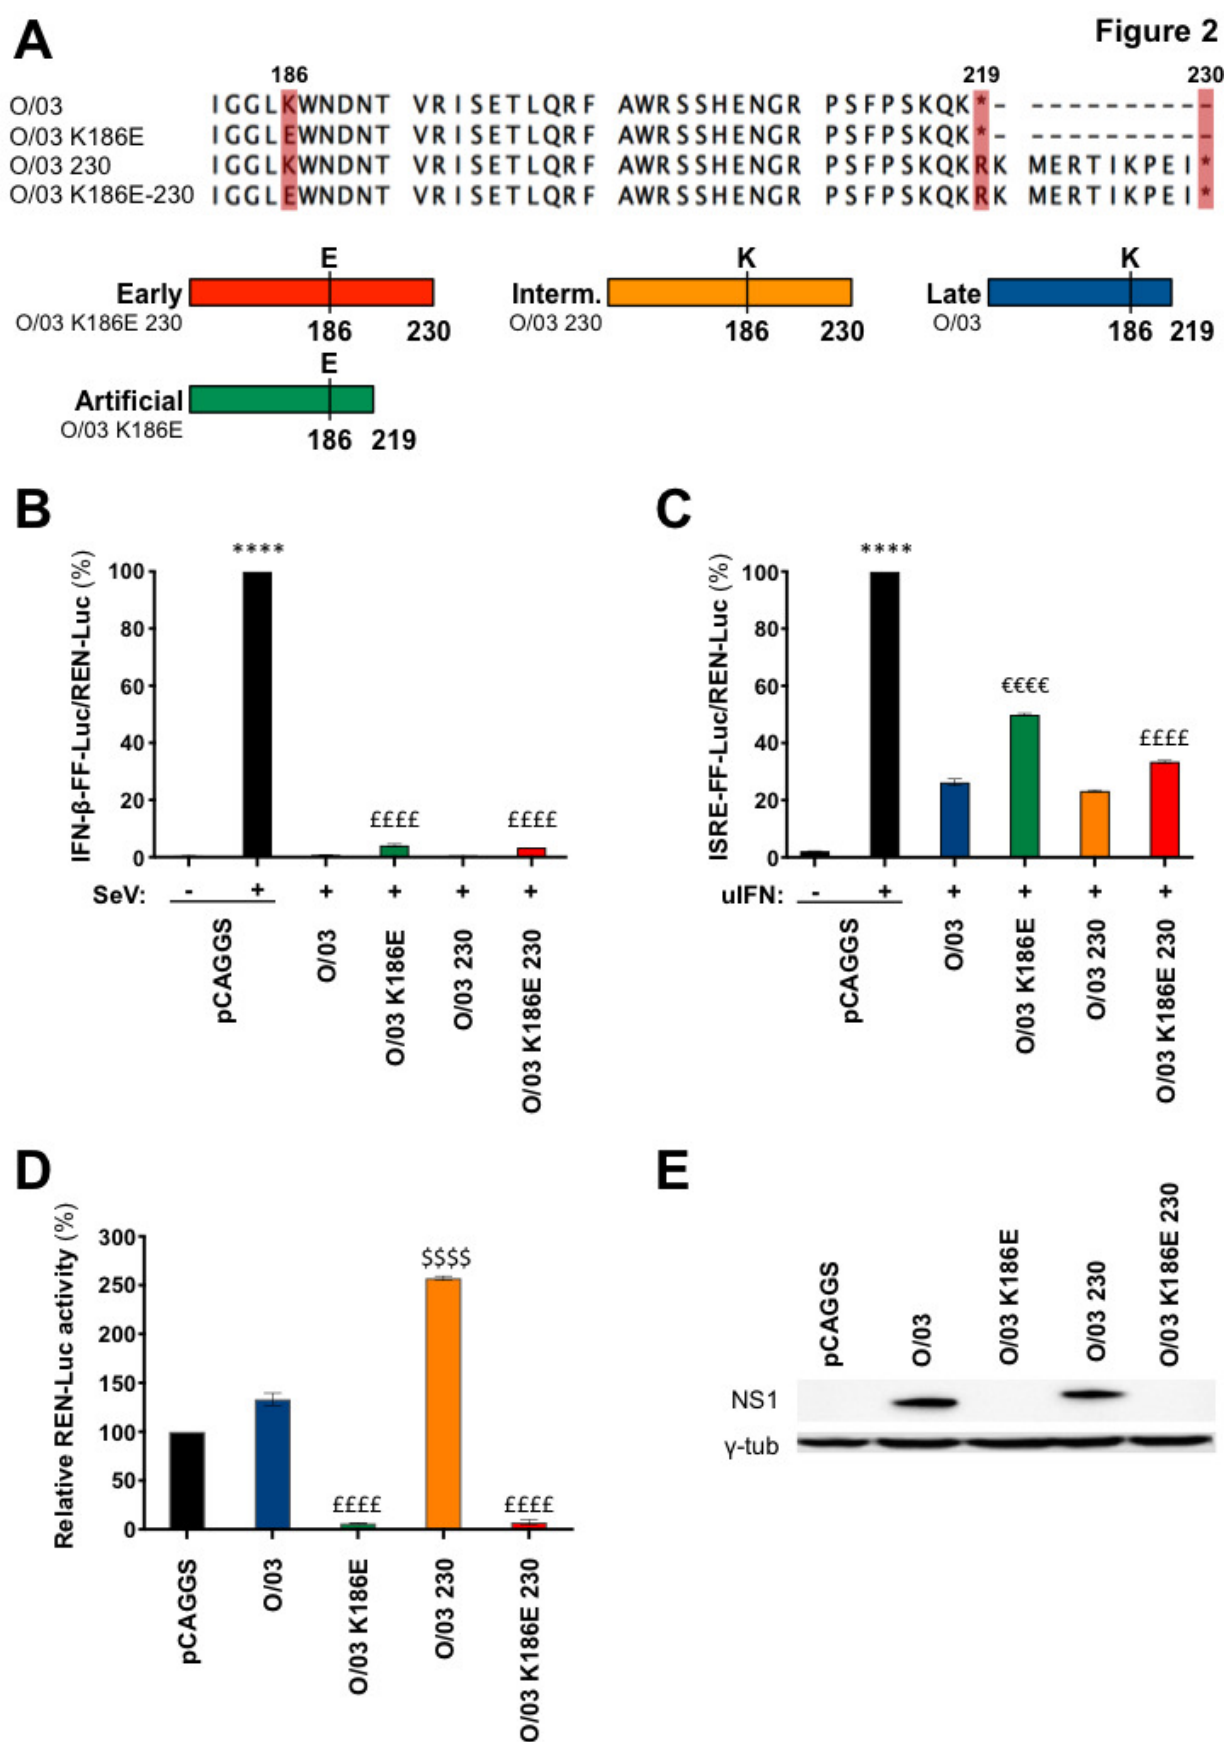 Figure 2
A
186 219 230
O/03 IGGLKWNDNT VRISETLQRF AWRSSHENGR PSFPSKQK*- ----------
O/03 K186E IGGLEWNDNT VRISETLQRF AWRSSHENGR PSFPSKQK*- ----------
O/03 230 IGGLKWNDNT VRISETLQRF AWRSSHENGR PSFPSKQKRK MERTIKPEI*
O/03 K186E-230 IGGLEWNDNT VRISETLQRF AWRSSHENGR PSFPSKQKRK MERTIKPEI*
E K K
Early Interm. Late
O/03 K186E 230 O/03 230 O/03
186 230 186 230 186 219
E
Artificial
O/03 K186E
186 219
B
IFN-β-FF-Luc/REN-Luc (%)
100
80
60
40
20
0
****
££££
££££
SeV: - + + + + +
pCAGGS
O/03
O/03 K186E
O/03 230
O/03 K186E 230
C
ISRE-FF-Luc/REN-Luc (%)
100
80
60
40
20
0
****
€€€€
££££
uIFN: - + + + + +
pCAGGS
O/03
O/03 K186E
O/03 230
O/03 K186E 230
D
Relative REN-Luc activity (%)
300
250
200
150
100
50
0
££££
$$$$
££££
pCAGGS
O/03
O/03 K186E
O/03 230
O/03 K186E 230
E
pCAGGS
O/03
O/03 K186E
O/03 230
O/03 K186E 230
NS1
γ-tub